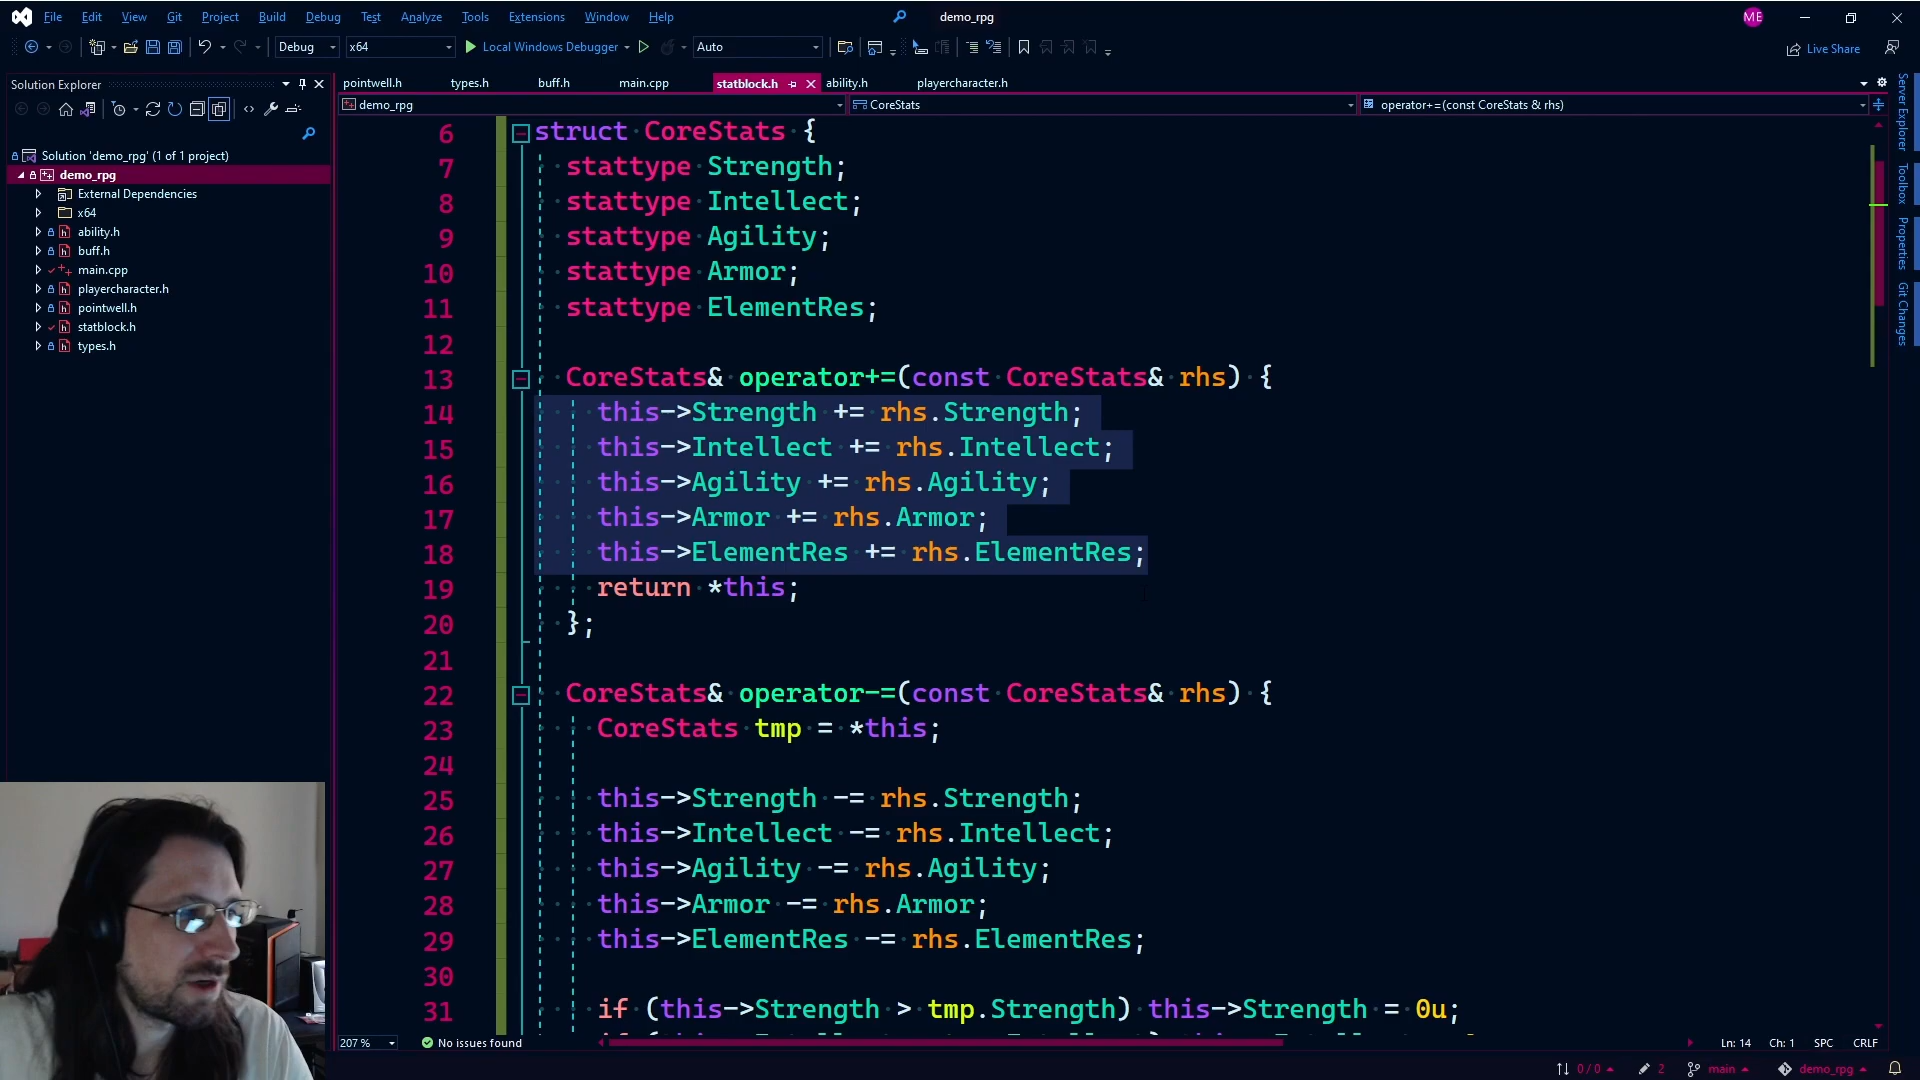 File Edit View Git Project Build Debug Test Analyze Tools Extensions Window Help demo_rpg ME
Debug x64 Local Windows Debugger Auto Live Share
Solution Explorer
pointwell.h types.h buff.h main.cpp statblock.h ability.h playercharacter.h
demo_rpg CoreStats operator+=(const CoreStats & rhs)
Solution 'demo_rpg' (1 of 1 project)
demo_rpg
External Dependencies
x64
ability.h
buff.h
main.cpp
playercharacter.h
pointwell.h
statblock.h
types.h
6 struct CoreStats {
7 stattype Strength;
8 stattype Intellect;
9 stattype Agility;
10 stattype Armor;
11 stattype ElementRes;
12
13 CoreStats& operator+=(const CoreStats& rhs) {
14 this->Strength += rhs.Strength;
15 this->Intellect += rhs.Intellect;
16 this->Agility += rhs.Agility;
17 this->Armor += rhs.Armor;
18 this->ElementRes += rhs.ElementRes;
19 return *this;
20 };
21
22 CoreStats& operator-=(const CoreStats& rhs) {
23 CoreStats tmp = *this;
24
25 this->Strength -= rhs.Strength;
26 this->Intellect -= rhs.Intellect;
27 this->Agility -= rhs.Agility;
28 this->Armor -= rhs.Armor;
29 this->ElementRes -= rhs.ElementRes;
30
31 if (this->Strength > tmp.Strength) this->Strength = 0u;
Server Explorer
Toolbox
Properties
Git Changes
207 % No issues found Ln: 14 Ch: 1 SPC CRLF
0 / 0 2 main demo_rpg